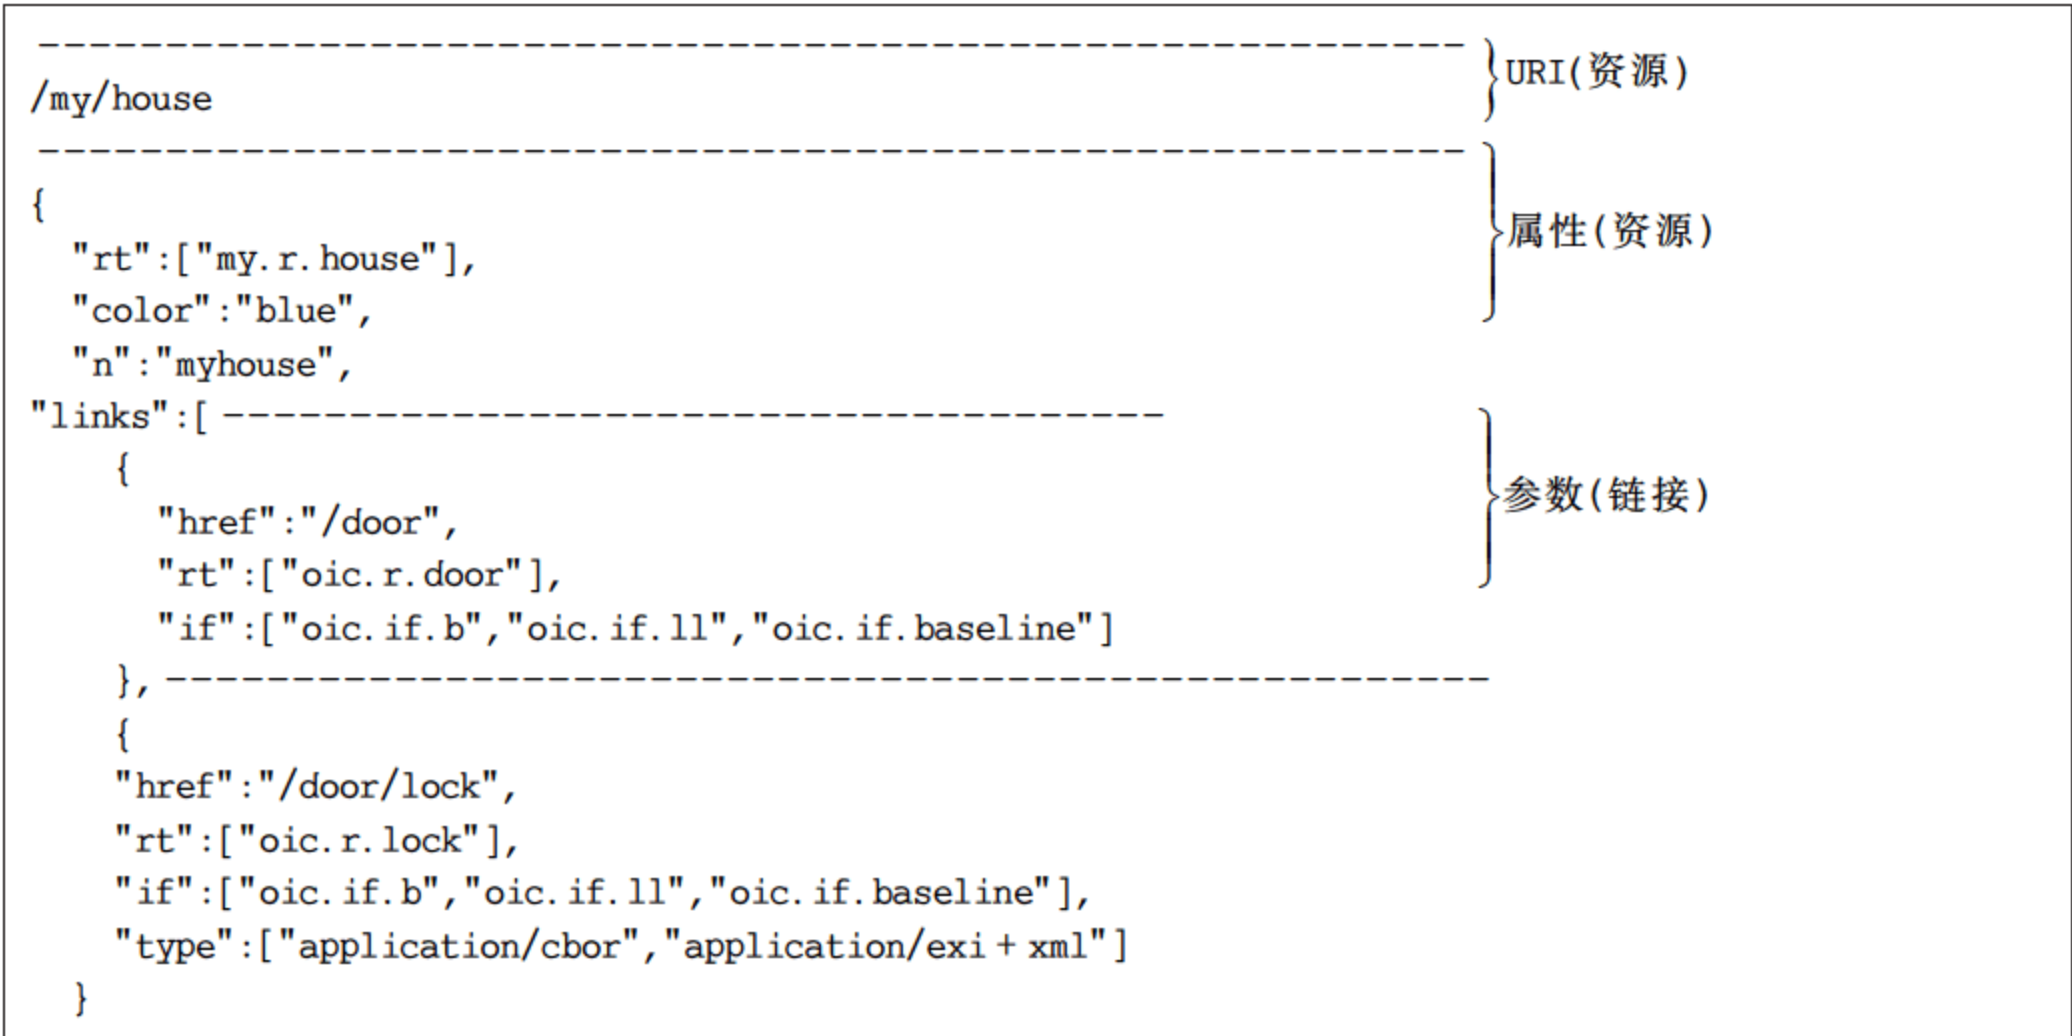 /my/house
URI(资源)
{
"rt":["my.r.house"],
属性(资源)
"color":"blue",
"n":"myhouse",
"links":[
{
"href":"/door",
参数(链接)
"rt":["oic.r.door"],
"if":["oic.if.b","oic.if.ll","oic.if.baseline"]
},
{
"href":"/door/lock",
"rt":["oic.r.lock"],
"if":["oic.if.b","oic.if.ll","oic.if.baseline"],
"type":["application/cbor","application/exi+xml"]
}